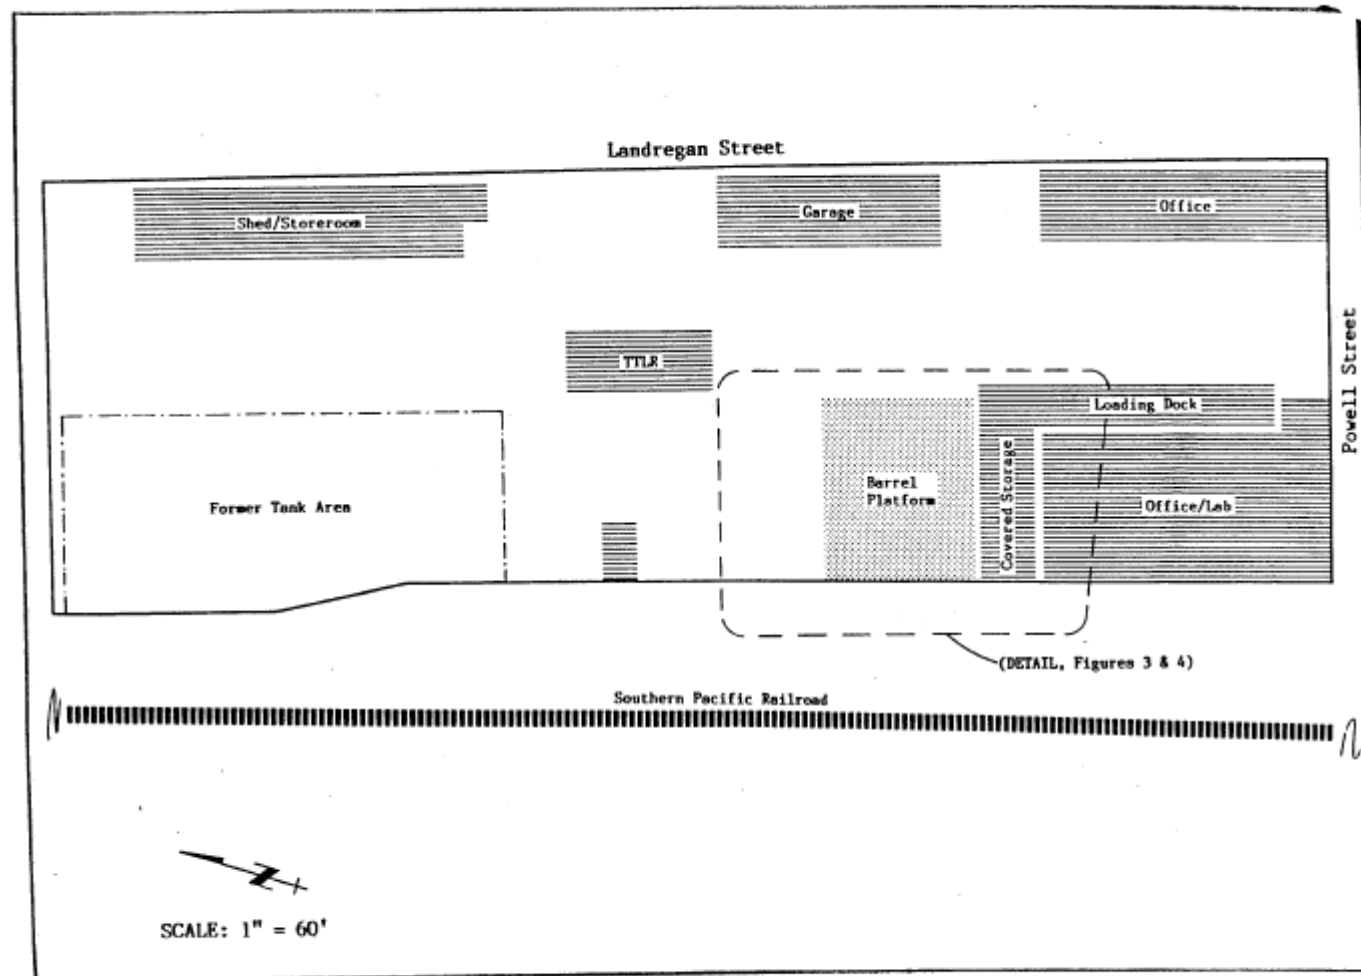 Landregan Street
Shed/Storeroom
Garage
Office
TTLR
Powell Street
Loading Dock
Former Tank Area
Barrel
Platform
Covered Storage
Office/Lab
(DETAIL, Figures 3 & 4)
Southern Pacific Railroad
N
SCALE: 1" = 60'